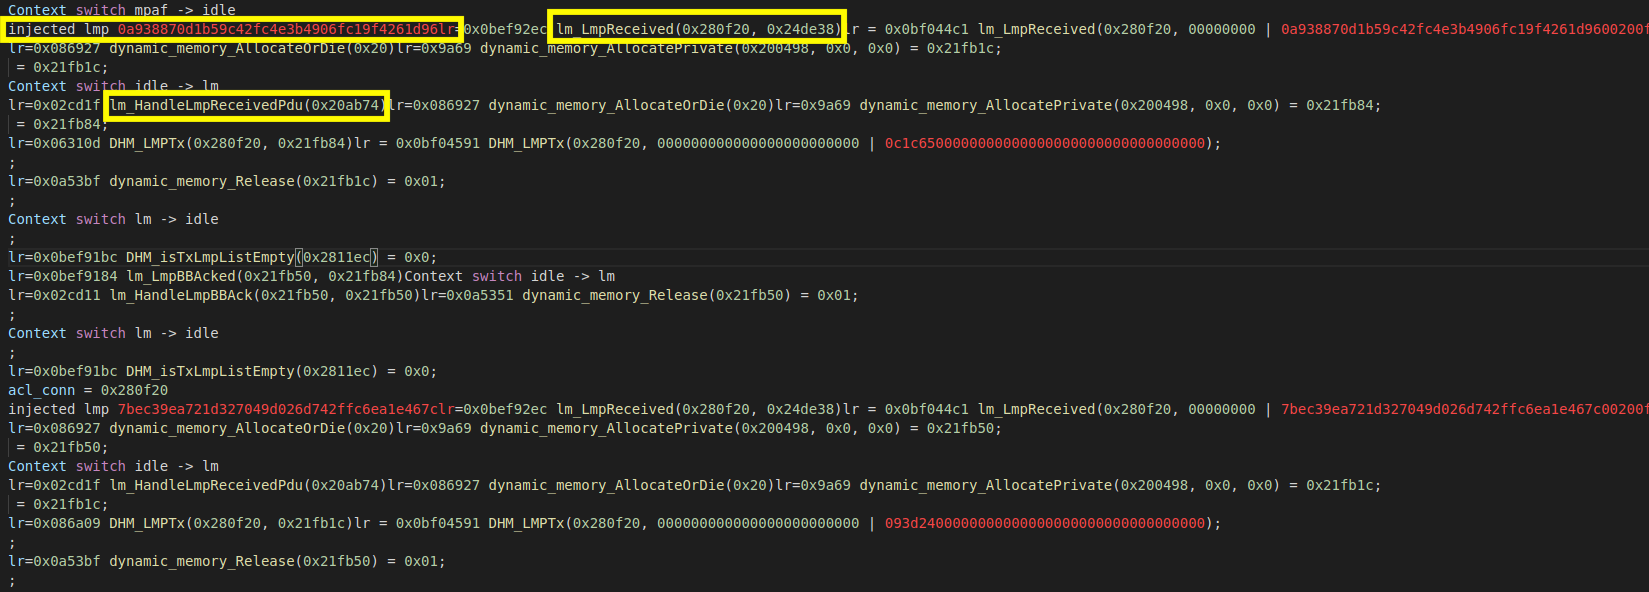 Context switch mpaf -> idle
injected lmp 0a938870d1b59c42fc4e3b4906fc19f4261d96lr=0x0bef92ec lm_LmpReceived(0x280f20, 0x24de38)lr = 0x0bf044c1 lm_LmpReceived(0x280f20, 00000000 | 0a938870d1b59c42fc4e3b4906fc19f4261d9600200f
lr=0x086927 dynamic_memory_AllocateOrDie(0x20)lr=0x9a69 dynamic_memory_AllocatePrivate(0x200498, 0x0, 0x0) = 0x21fb1c;
= 0x21fb1c;
Context switch idle -> lm
lr=0x02cd1f lm_HandleLmpReceivedPdu(0x20ab74)lr=0x086927 dynamic_memory_AllocateOrDie(0x20)lr=0x9a69 dynamic_memory_AllocatePrivate(0x200498, 0x0, 0x0) = 0x21fb84;
= 0x21fb84;
lr=0x06310d DHM_LMPTx(0x280f20, 0x21fb84)lr = 0x0bf04591 DHM_LMPTx(0x280f20, 000000000000000000000000 | 0c1c6500000000000000000000000000000000);
;
lr=0x0a53bf dynamic_memory_Release(0x21fb1c) = 0x01;
;
Context switch lm -> idle
;
lr=0x0bef91bc DHM_isTxLmpListEmpty(0x2811ec) = 0x0;
lr=0x0bef9184 lm_LmpBBAcked(0x21fb50, 0x21fb84)Context switch idle -> lm
lr=0x02cd11 lm_HandleLmpBBAck(0x21fb50, 0x21fb50)lr=0x0a5351 dynamic_memory_Release(0x21fb50) = 0x01;
;
Context switch lm -> idle
;
lr=0x0bef91bc DHM_isTxLmpListEmpty(0x2811ec) = 0x0;
acl_conn = 0x280f20
injected lmp 7bec39ea721d327049d026d742ffc6ea1e467clr=0x0bef92ec lm_LmpReceived(0x280f20, 0x24de38)lr = 0x0bf044c1 lm_LmpReceived(0x280f20, 00000000 | 7bec39ea721d327049d026d742ffc6ea1e467c00200f
lr=0x086927 dynamic_memory_AllocateOrDie(0x20)lr=0x9a69 dynamic_memory_AllocatePrivate(0x200498, 0x0, 0x0) = 0x21fb50;
= 0x21fb50;
Context switch idle -> lm
lr=0x02cd1f lm_HandleLmpReceivedPdu(0x20ab74)lr=0x086927 dynamic_memory_AllocateOrDie(0x20)lr=0x9a69 dynamic_memory_AllocatePrivate(0x200498, 0x0, 0x0) = 0x21fb1c;
= 0x21fb1c;
lr=0x086a09 DHM_LMPTx(0x280f20, 0x21fb1c)lr = 0x0bf04591 DHM_LMPTx(0x280f20, 000000000000000000000000 | 093d2400000000000000000000000000000000);
;
lr=0x0a53bf dynamic_memory_Release(0x21fb50) = 0x01;
;